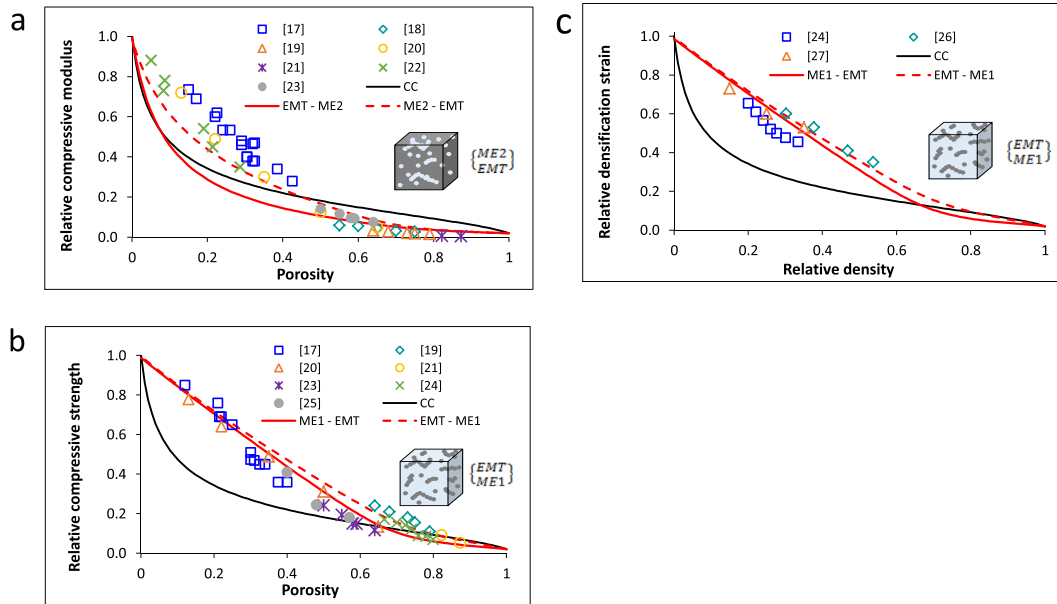 a
Relative compressive modulus
1.0
0.8
0.6
0.4
0.2
0.0
0 0.2 0.4 0.6 0.8 1
Porosity
[17] [18]
[19] [20]
[21] [22]
[23] CC
EMT - ME2 ME2 - EMT
{ME2
EMT}
c
Relative densification strain
1.0
0.8
0.6
0.4
0.2
0.0
0 0.2 0.4 0.6 0.8 1
Relative density
[24] [26]
[27] CC
ME1 - EMT EMT - ME1
{EMT
ME1}
b
Relative compressive strength
1.0
0.8
0.6
0.4
0.2
0.0
0 0.2 0.4 0.6 0.8 1
Porosity
[17] [19]
[20] [21]
[23] [24]
[25] CC
ME1 - EMT EMT - ME1
{EMT
ME1}